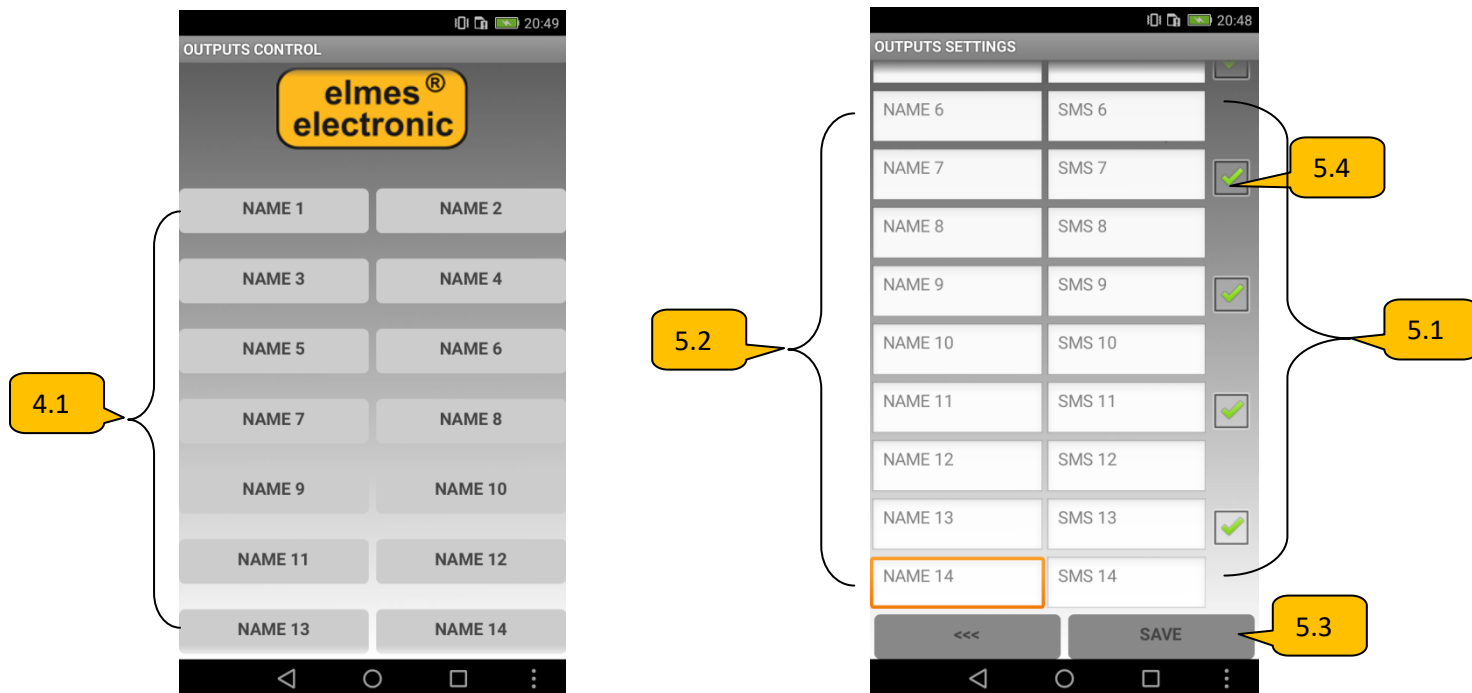 20:49
OUTPUTS CONTROL
elmes ®
electronic
NAME 1 NAME 2
NAME 3 NAME 4
NAME 5 NAME 6
NAME 7 NAME 8
NAME 9 NAME 10
NAME 11 NAME 12
NAME 13 NAME 14
4.1
20:48
OUTPUTS SETTINGS
NAME 6 SMS 6
NAME 7 SMS 7
NAME 8 SMS 8
NAME 9 SMS 9
NAME 10 SMS 10
NAME 11 SMS 11
NAME 12 SMS 12
NAME 13 SMS 13
NAME 14 SMS 14
<<< SAVE
5.4
5.2
5.1
5.3